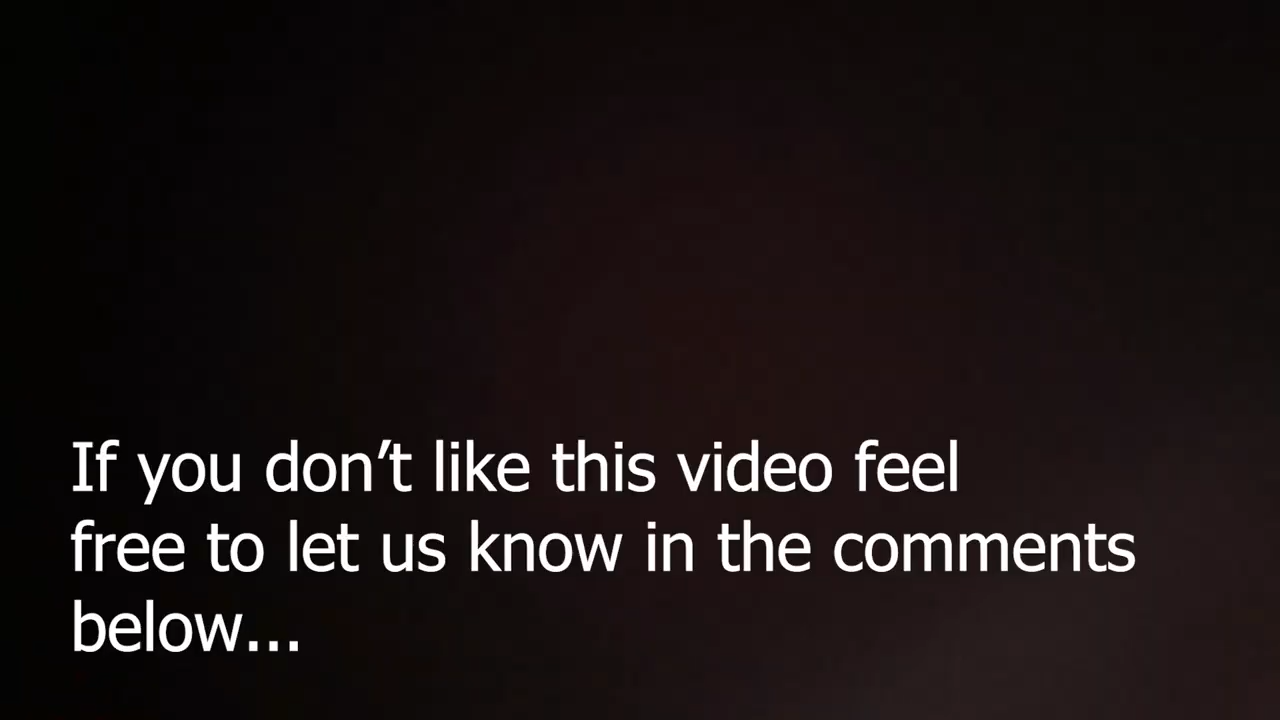 If you don’t like this video feel
free to let us know in the comments
below...